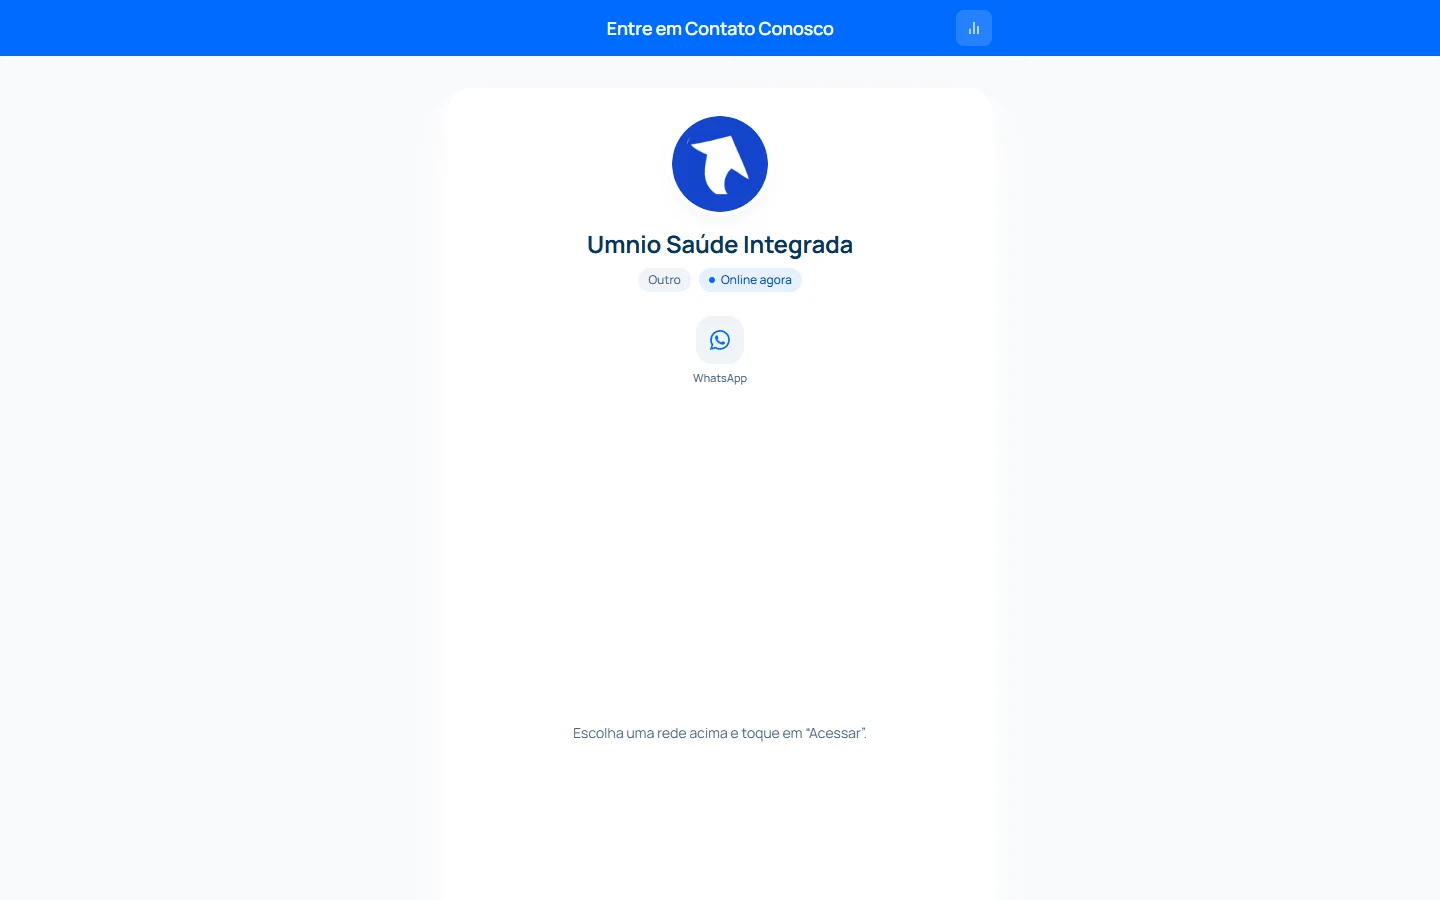 Entre em Contato Conosco
Umnio Saúde Integrada
Outro
Online agora
WhatsApp
Escolha uma rede acima e toque em “Acessar”.